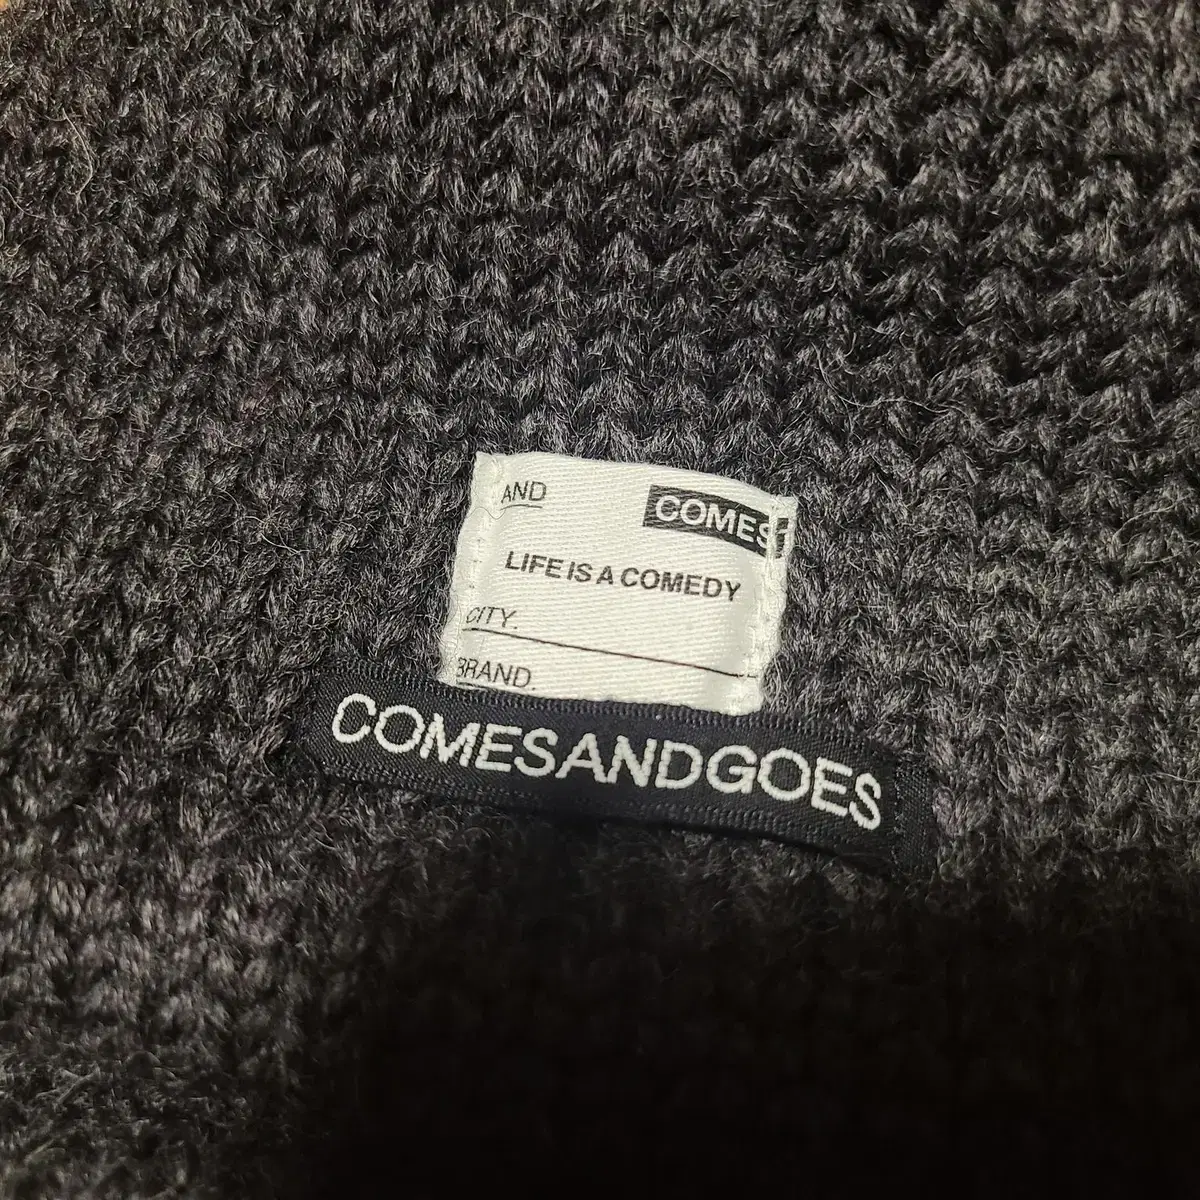 AND COMES
LIFE IS A COMEDY
CITY.
BRAND.
COMESANDGOES